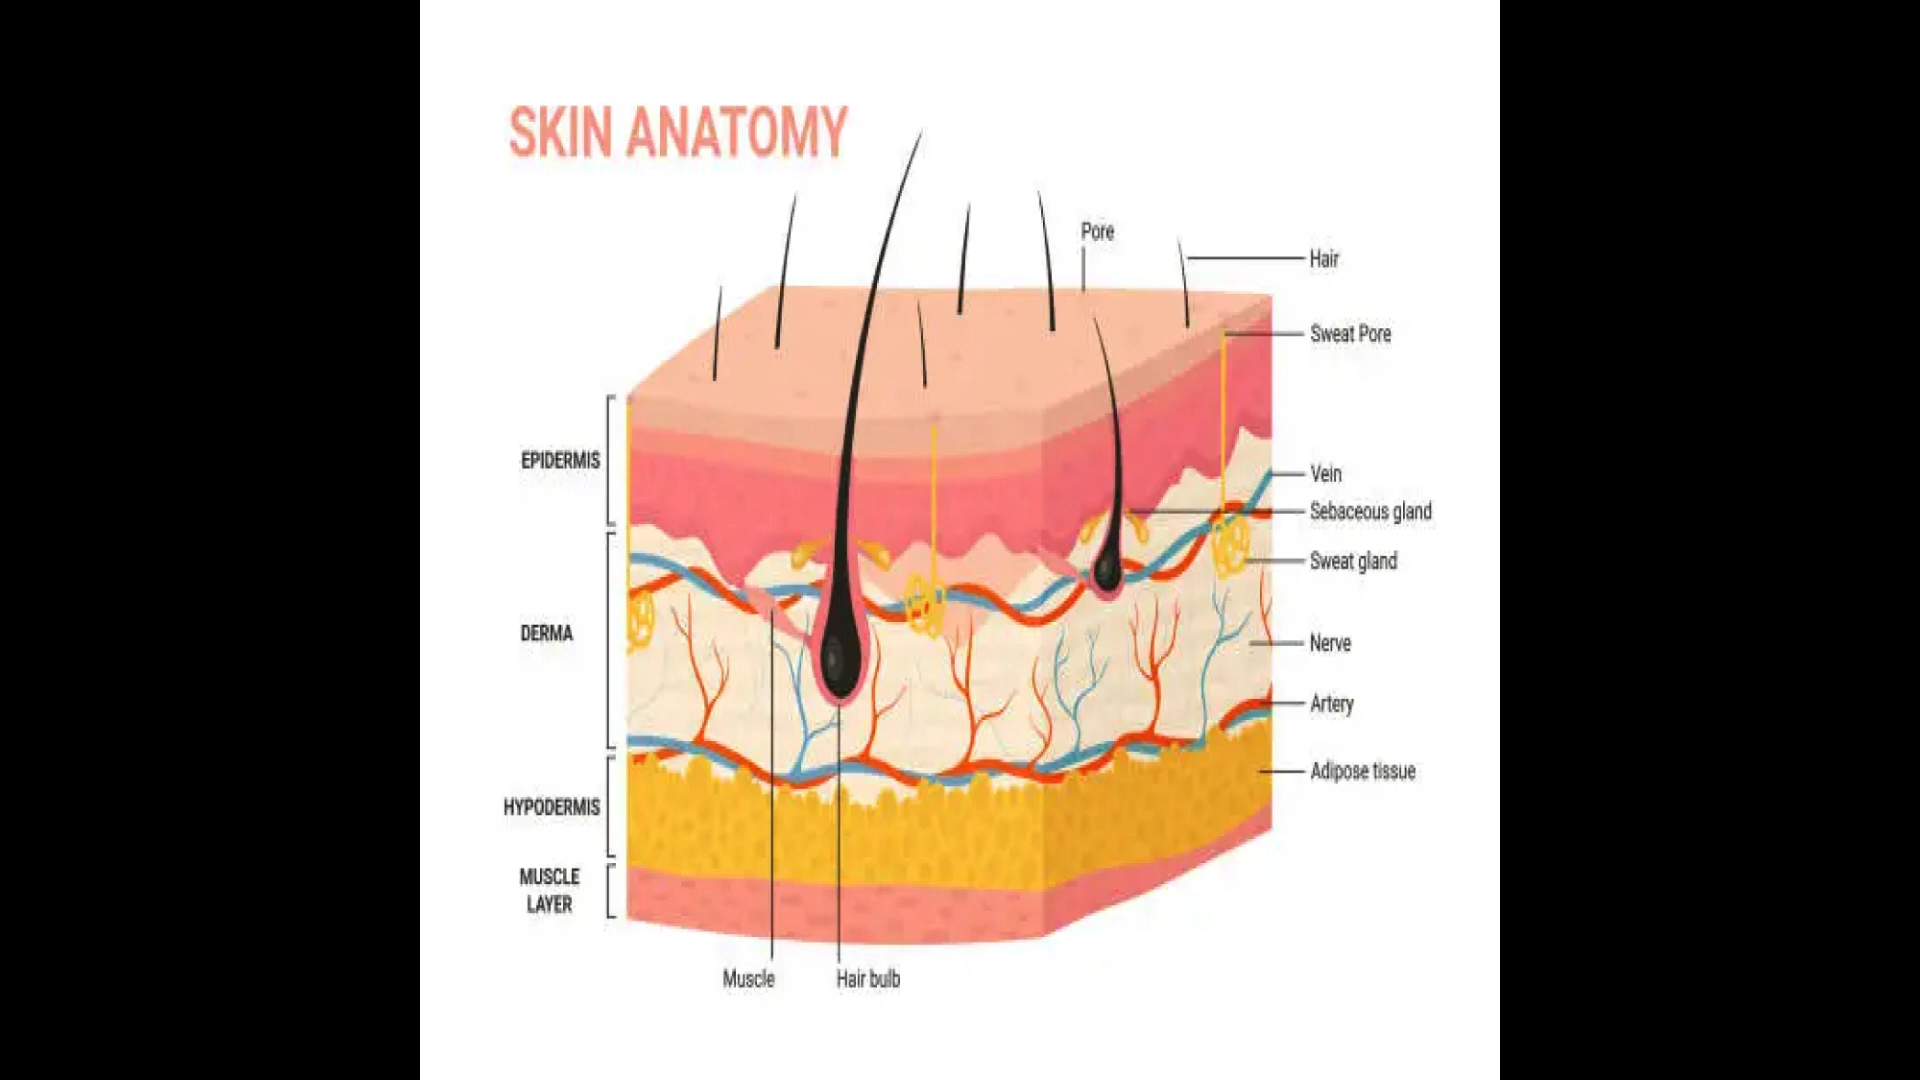 SKIN ANATOMY
Pore
Hair
Sweat Pore
EPIDERMIS
Vein
Sebaceous gland
Sweat gland
DERMA
Nerve
Artery
Adipose tissue
HYPODERMIS
MUSCLE
LAYER
Muscle
Hair bulb